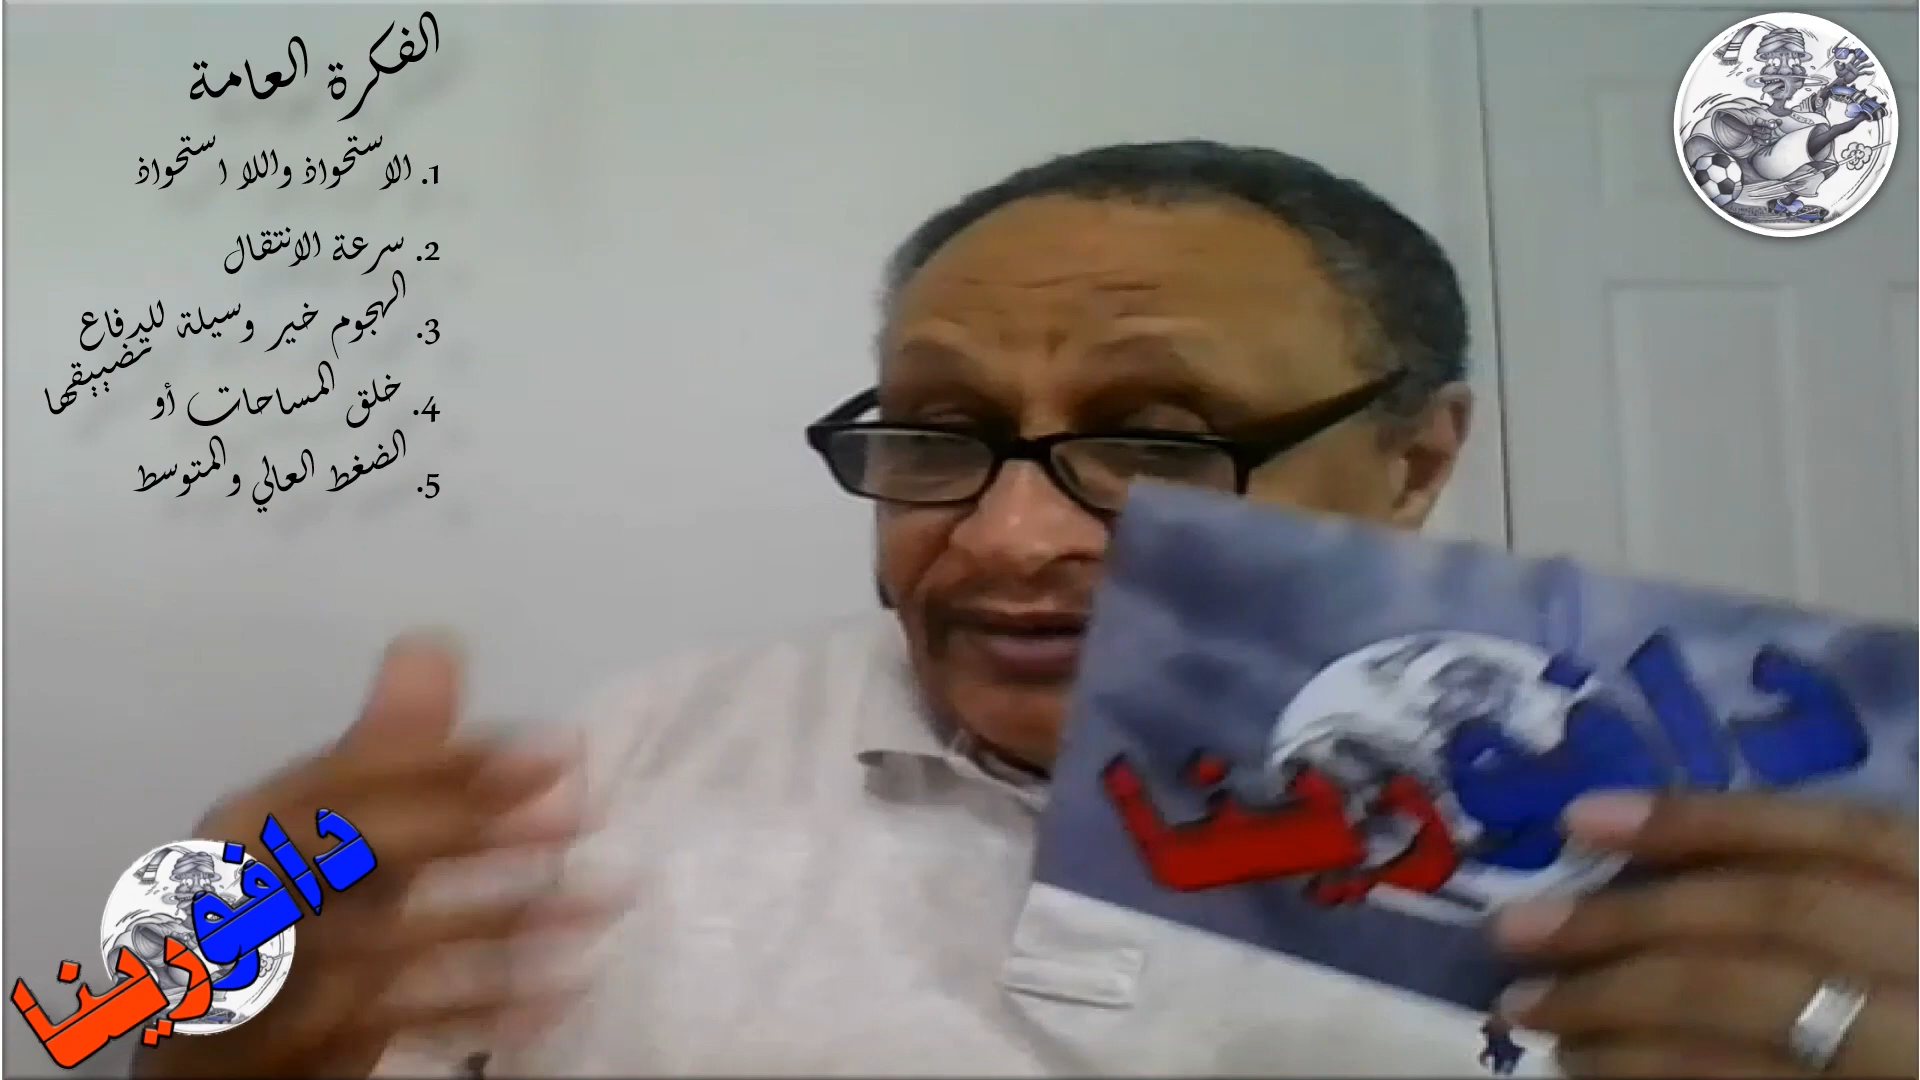 الفكرة العامة
1. الاستحواذ واللا استحواذ
2. سرعة الانتقال
3. الهجوم خير وسيلة للدفاع
4. خلق المساحات أو تضييقها
5. الضغط العالي والمتوسط
دافورينا
دافورينا